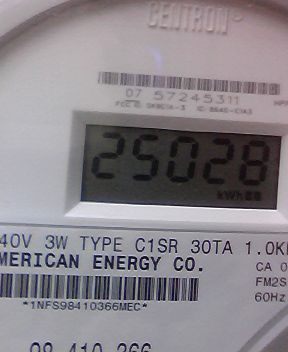 CENTRON
07 57245311
25028
kWh
40V 3W TYPE C1SR 30TA 1.0K
MERICAN ENERGY CO.
CA 0
FM2S
60Hz
*1NFS98410366MEC*
98 410 366